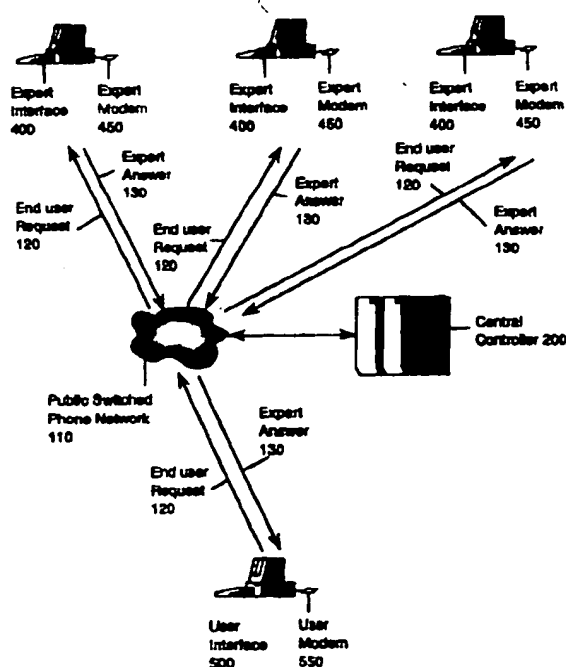 Expert
Interface
400
Expert
Modem
450
Expert
Interface
400
Expert
Modem
450
Expert
Interface
400
Expert
Modem
450
Expert
Answer
130
End user
Request
120
Expert
Answer
130
End user
Request
120
End user
Request
120
Expert
Answer
130
Central
Controller 200
Public Switched
Phone Network
110
Expert
Answer
130
End user
Request
120
User
Interface
500
User
Modem
550